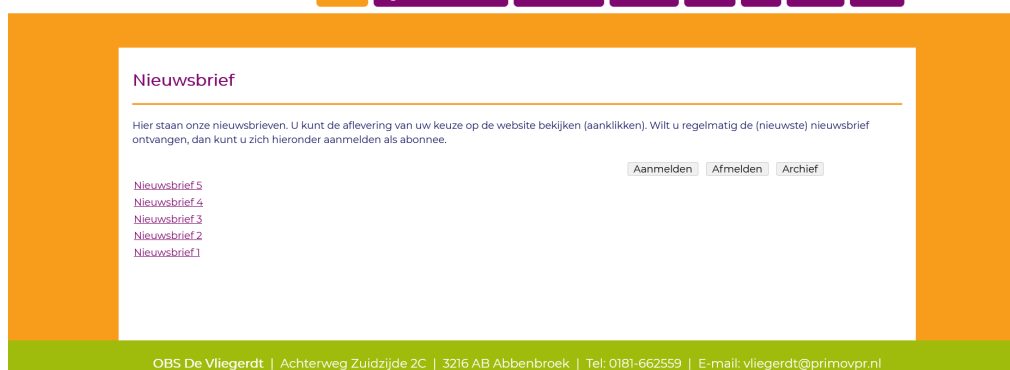 Nieuwsbrief
Hier staan onze nieuwsbrieven. U kunt de aflevering van uw keuze op de website bekijken (aanklikken). Wilt u regelmatig de (nieuwste) nieuwsbrief
ontvangen, dan kunt u zich hieronder aanmelden als abonnee.
Aanmelden Afmelden Archief
Nieuwsbrief 5
Nieuwsbrief 4
Nieuwsbrief 3
Nieuwsbrief 2
Nieuwsbrief 1
OBS De Vliegerdt | Achterweg Zuidzijde 2C | 3216 AB Abbenbroek | Tel: 0181-662559 | E-mail: vliegerdt@primovpr.nl